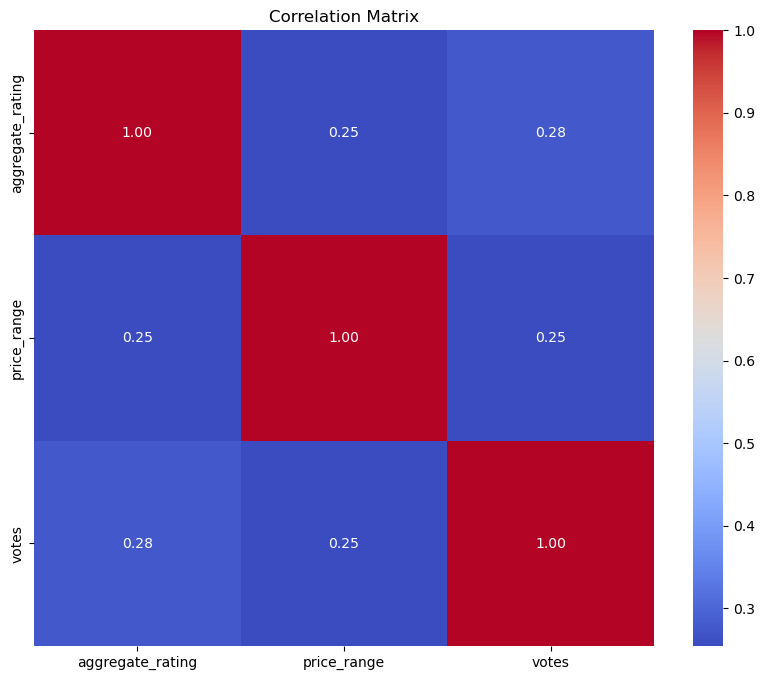 Correlation Matrix
aggregate_rating
1.00
0.25
0.28
price_range
0.25
1.00
0.25
votes
0.28
0.25
1.00
aggregate_rating
price_range
votes
1.0
0.9
0.8
0.7
0.6
0.5
0.4
0.3